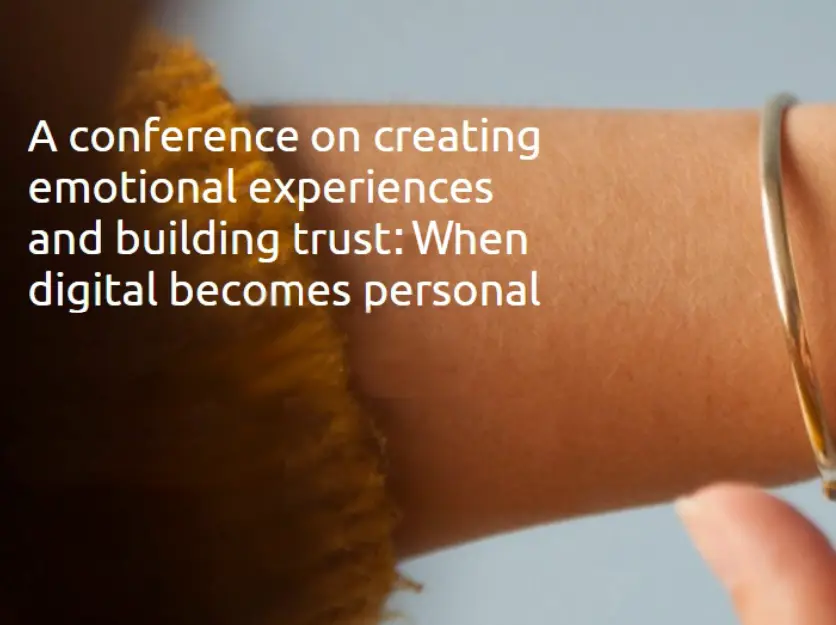 A conference on creating
emotional experiences
and building trust: When
digital becomes personal